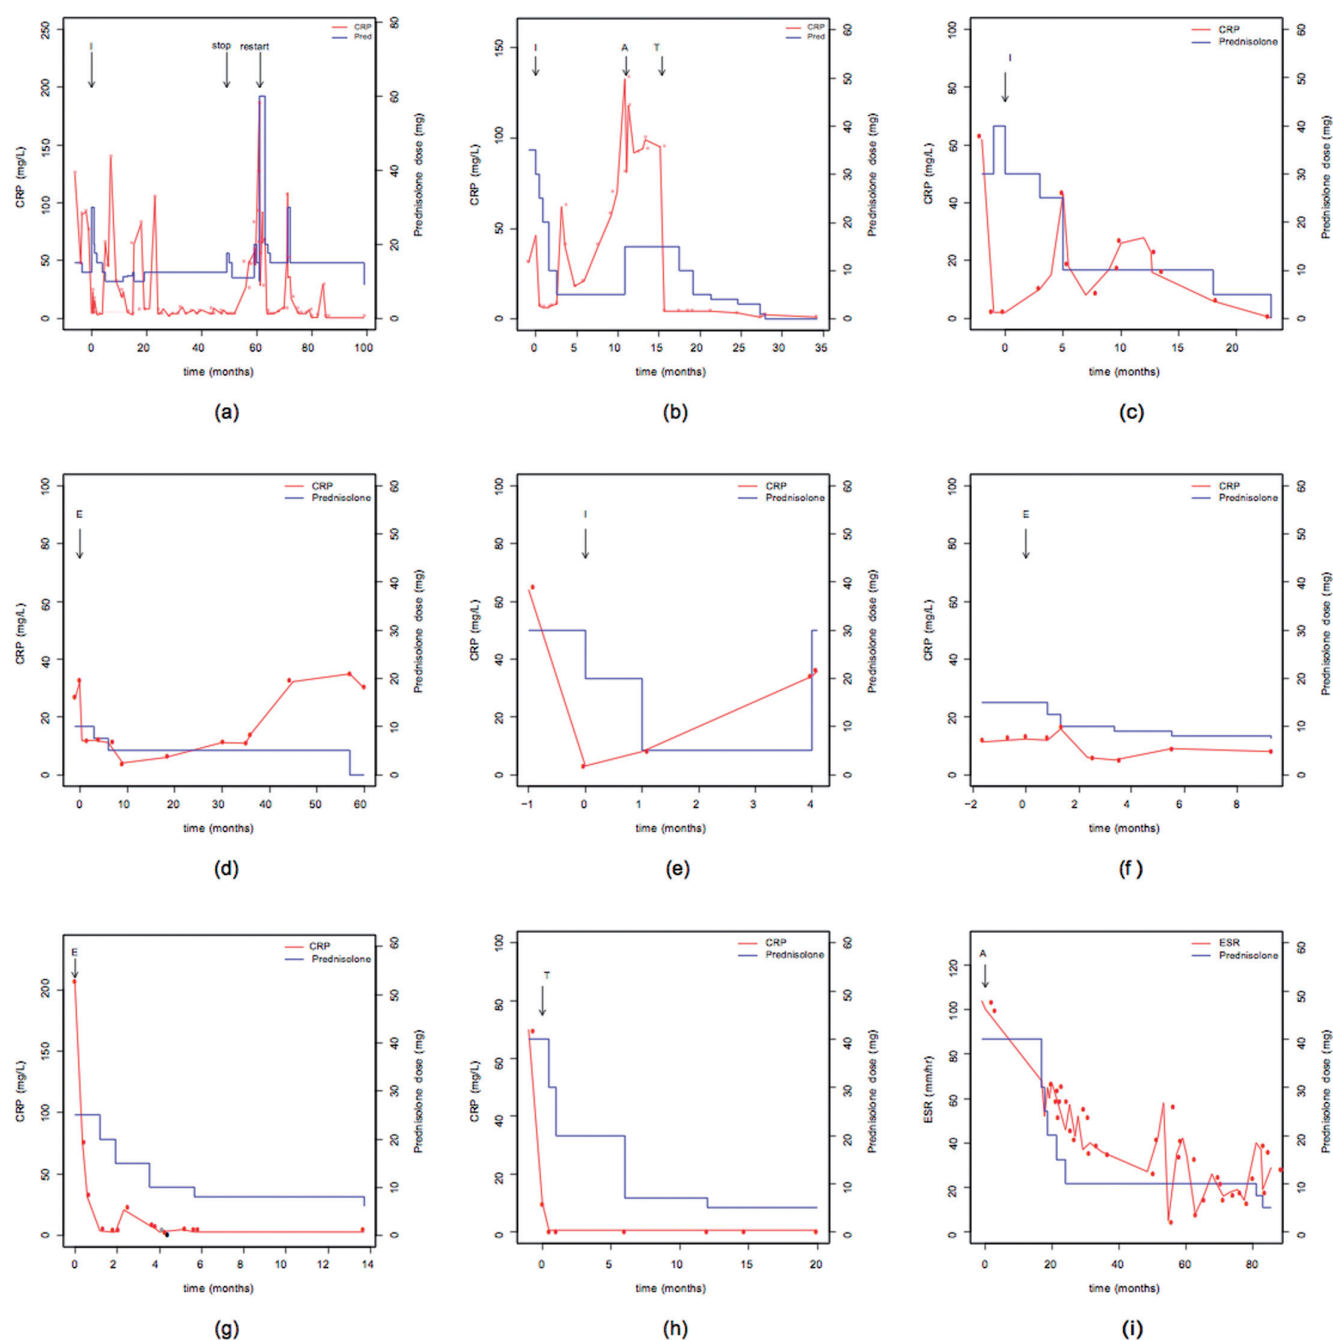 CRP
Pred
I
stop
restart
CRP (mg/L)
250
200
150
100
50
0
Prednisolone dose (mg)
80
60
40
20
0
0 20 40 60 80 100
time (months)
(a)
CRP
Pred
I
A
T
CRP (mg/L)
150
100
50
0
Prednisolone dose (mg)
50
40
30
20
10
0
0 5 10 15 20 25 30 35
time (months)
(b)
CRP
Prednisolone
I
CRP (mg/L)
100
80
60
40
20
0
Prednisolone dose (mg)
60
50
40
30
20
10
0
0 5 10 15 20
time (months)
(c)
CRP
Prednisolone
E
CRP (mg/L)
100
80
60
40
20
0
Prednisolone dose (mg)
60
50
40
30
20
10
0
0 10 20 30 40 50 60
time (months)
(d)
CRP
Prednisolone
I
CRP (mg/L)
100
80
60
40
20
0
Prednisolone dose (mg)
60
50
40
30
20
10
0
−1 0 1 2 3 4
time (months)
(e)
CRP
Prednisolone
E
CRP (mg/L)
100
80
60
40
20
0
Prednisolone dose (mg)
60
50
40
30
20
10
0
−2 0 2 4 6 8
time (months)
(f )
CRP
Prednisolone
E
CRP (mg/L)
200
150
100
50
0
Prednisolone dose (mg)
60
50
40
30
20
10
0
0 2 4 6 8 10 12 14
time (months)
(g)
CRP
Prednisolone
T
CRP (mg/L)
100
80
60
40
20
0
Prednisolone dose (mg)
60
50
40
30
20
10
0
0 5 10 15 20
time (months)
(h)
ESR
Prednisolone
A
ESR (mm/hr)
120
100
80
60
40
20
0
Prednisolone dose (mg)
60
50
40
30
20
10
0
0 20 40 60 80
time (months)
(i)